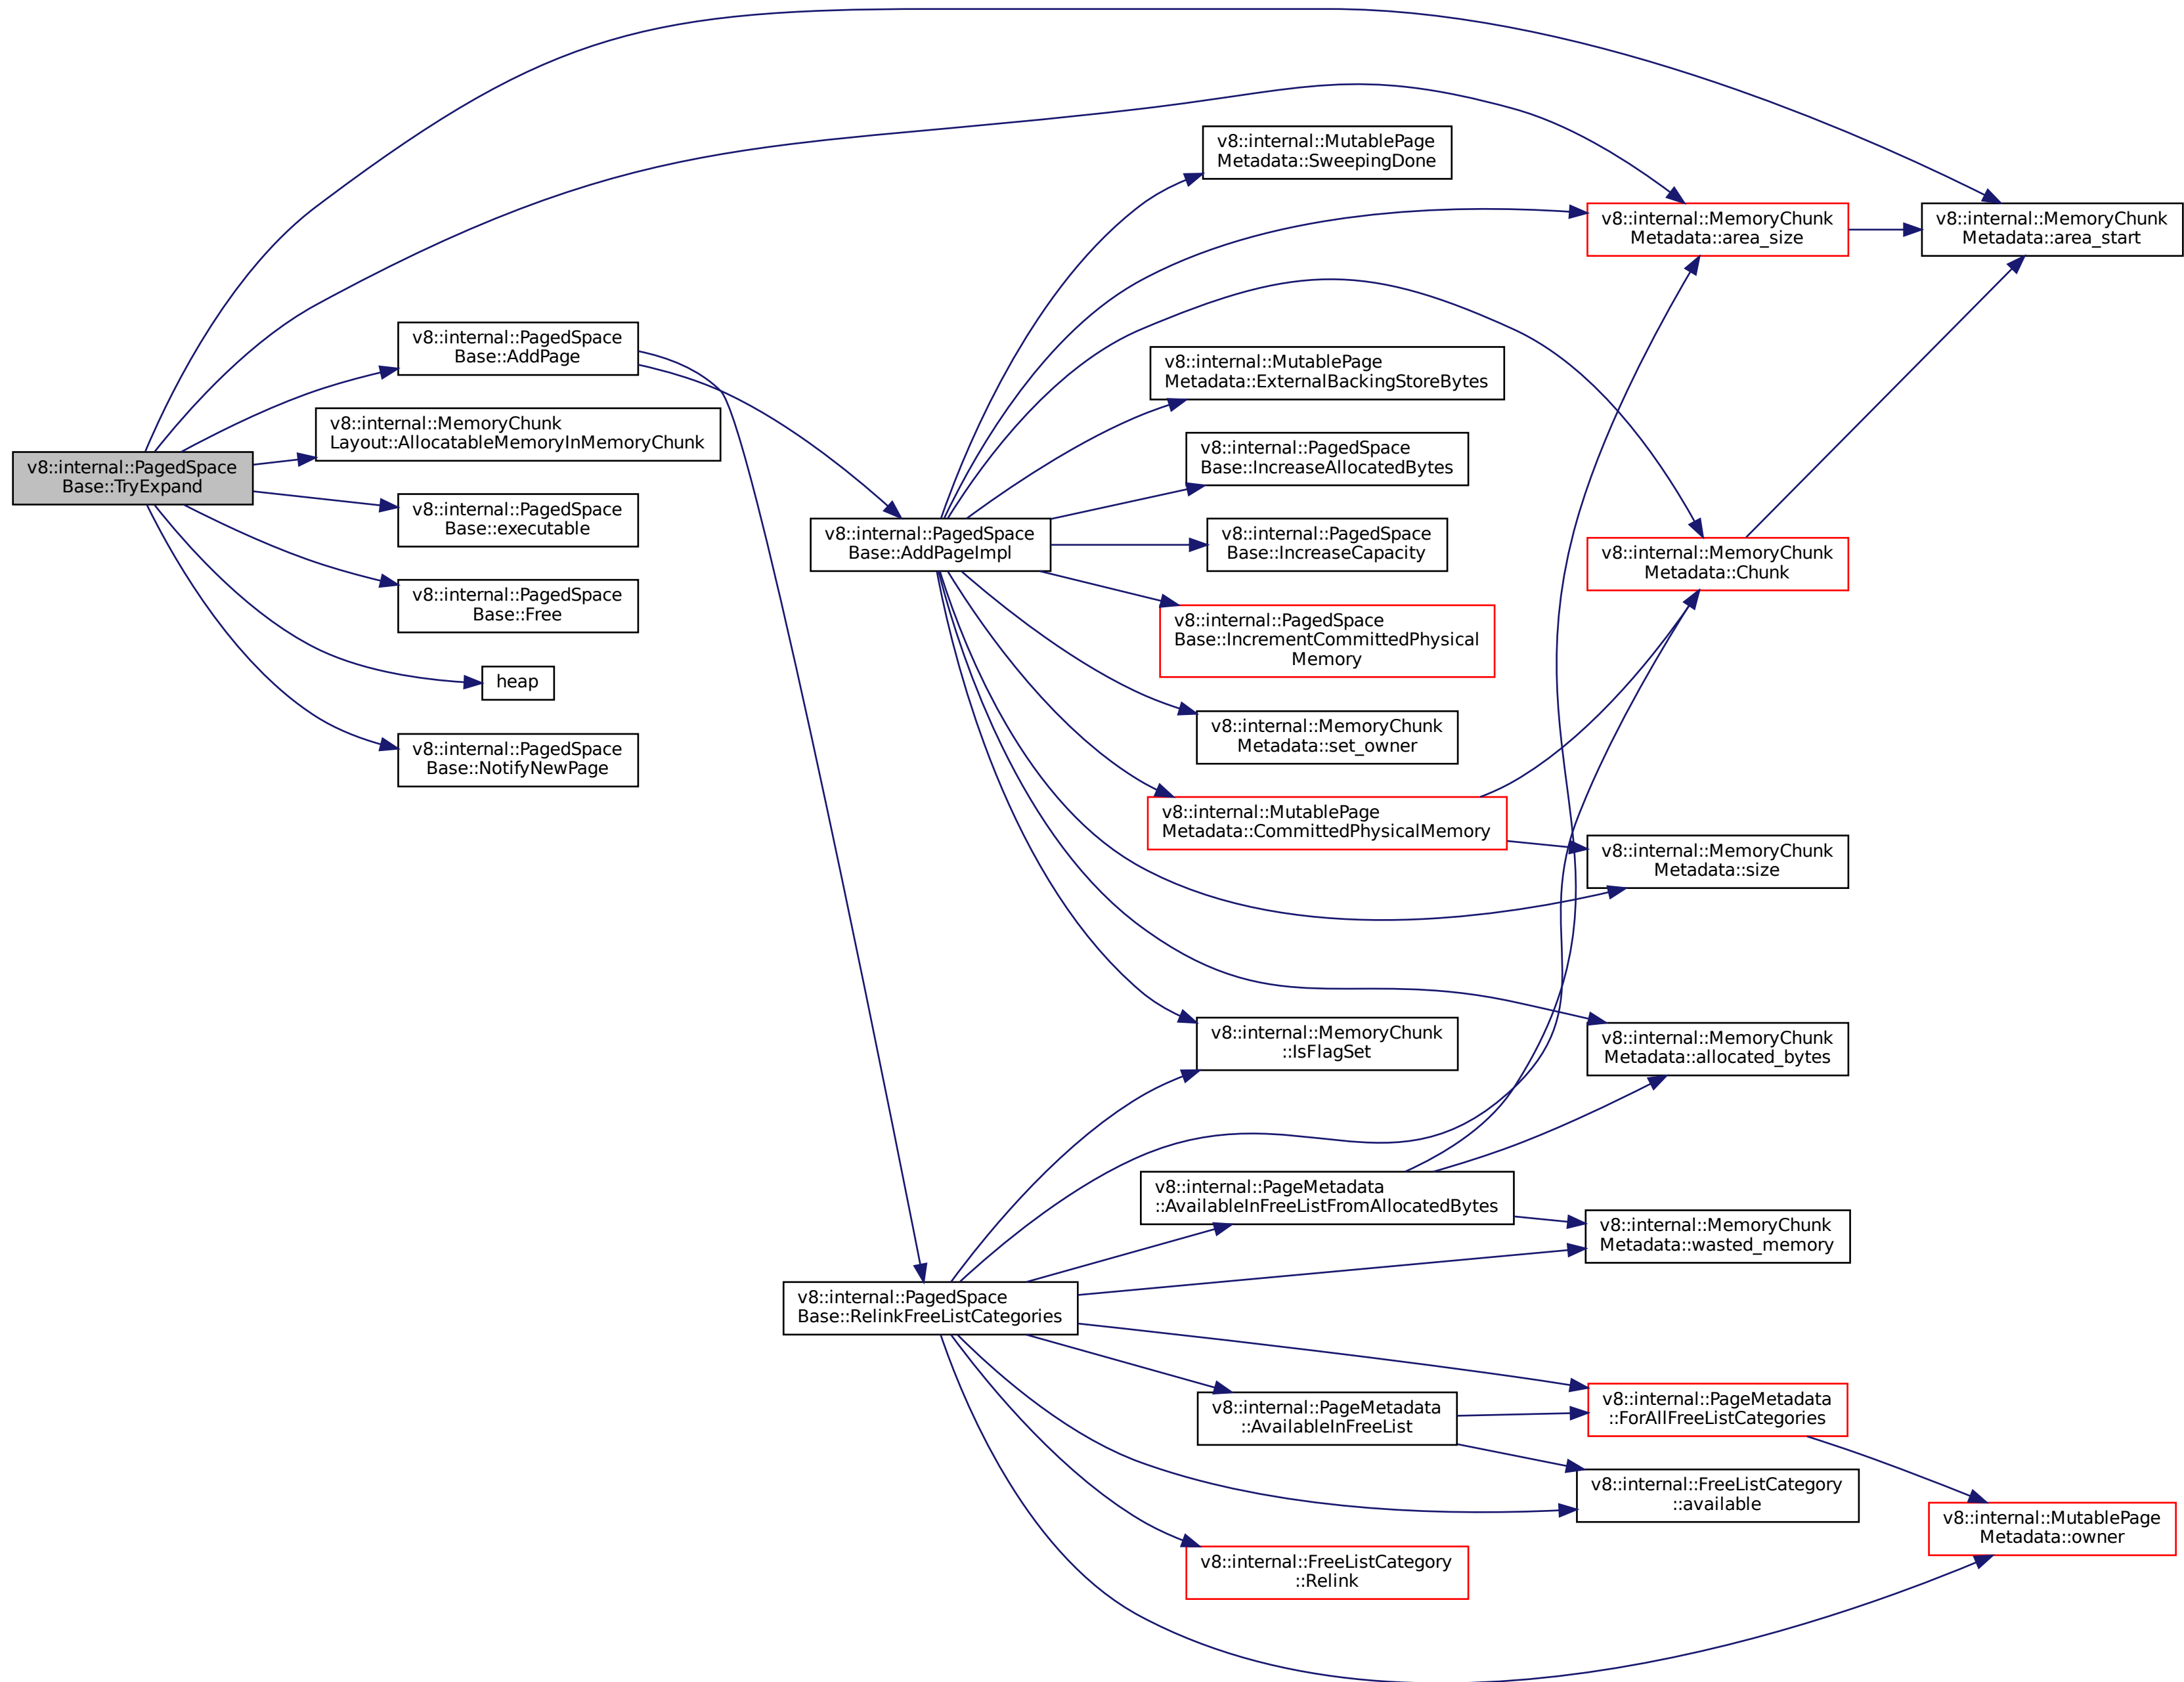 v8::internal::PagedSpace
Base::TryExpand
v8::internal::PagedSpace
Base::AddPage
v8::internal::MemoryChunk
Layout::AllocatableMemoryInMemoryChunk
v8::internal::PagedSpace
Base::executable
v8::internal::PagedSpace
Base::Free
heap
v8::internal::PagedSpace
Base::NotifyNewPage
v8::internal::PagedSpace
Base::AddPageImpl
v8::internal::PagedSpace
Base::RelinkFreeListCategories
v8::internal::MutablePage
Metadata::SweepingDone
v8::internal::MutablePage
Metadata::ExternalBackingStoreBytes
v8::internal::PagedSpace
Base::IncreaseAllocatedBytes
v8::internal::PagedSpace
Base::IncreaseCapacity
v8::internal::PagedSpace
Base::IncrementCommittedPhysical
Memory
v8::internal::MemoryChunk
Metadata::set_owner
v8::internal::MutablePage
Metadata::CommittedPhysicalMemory
v8::internal::MemoryChunk
::IsFlagSet
v8::internal::PageMetadata
::AvailableInFreeListFromAllocatedBytes
v8::internal::PageMetadata
::AvailableInFreeList
v8::internal::FreeListCategory
::Relink
v8::internal::MemoryChunk
Metadata::area_size
v8::internal::MemoryChunk
Metadata::Chunk
v8::internal::MemoryChunk
Metadata::size
v8::internal::MemoryChunk
Metadata::allocated_bytes
v8::internal::MemoryChunk
Metadata::wasted_memory
v8::internal::PageMetadata
::ForAllFreeListCategories
v8::internal::FreeListCategory
::available
v8::internal::MemoryChunk
Metadata::area_start
v8::internal::MutablePage
Metadata::owner